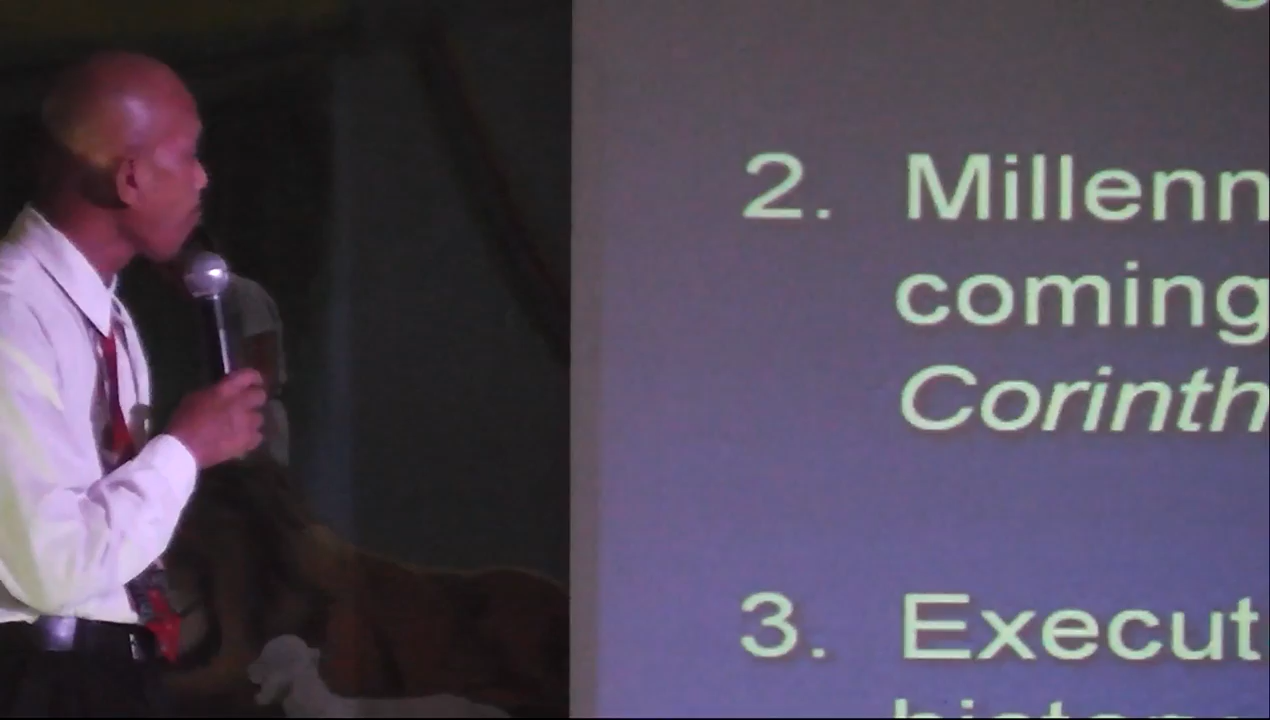 2. Millenn
coming
Corinth
3. Execut